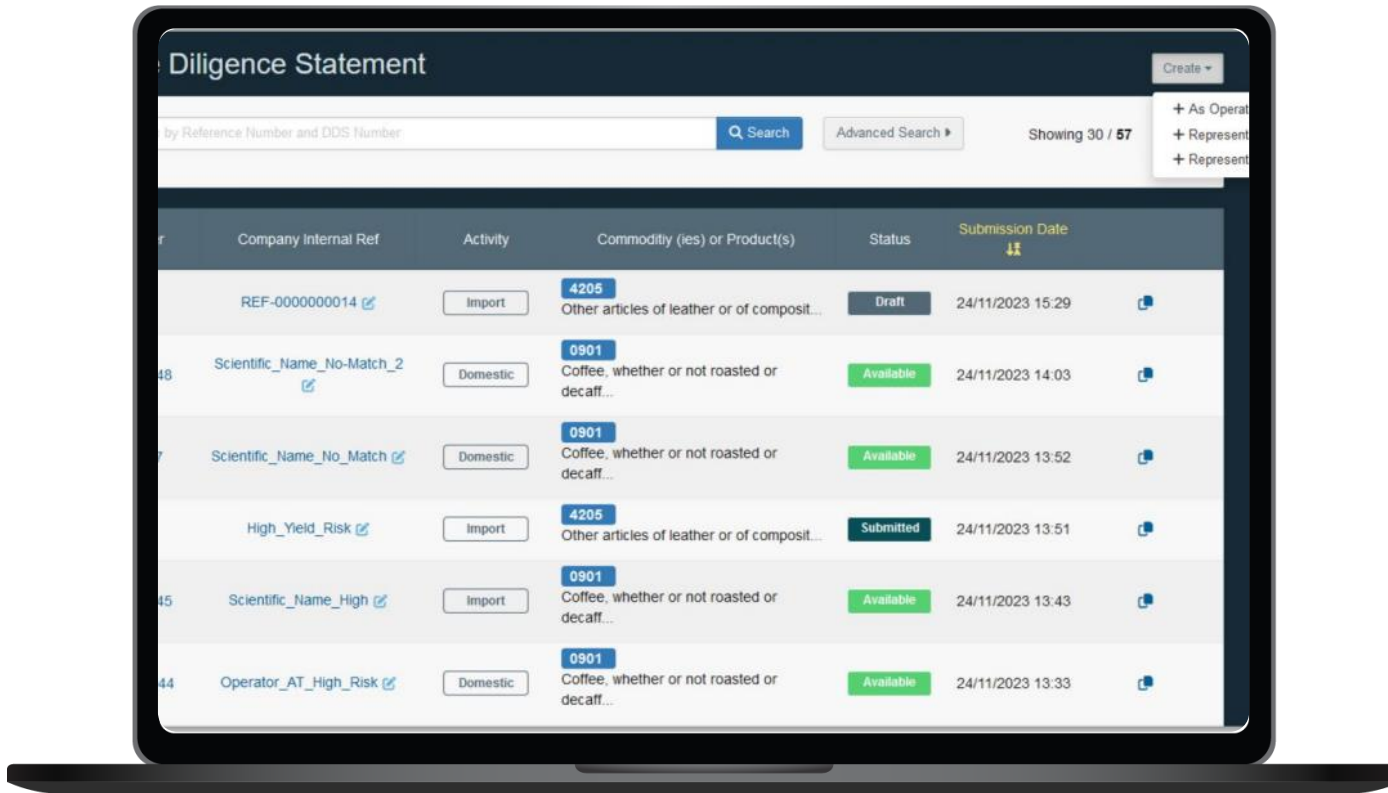 Diligence Statement
Create
+ As Operat
by Reference Number and DDS Number
Search
Advanced Search
Showing 30 / 57
+ Represent
+ Represent
Company Internal Ref
Activity
Commoditiy (ies) or Product(s)
Status
Submission Date
REF-0000000014
Import
4205
Other articles of leather or of composit...
Draft
24/11/2023 15:29
48
Scientific_Name_No-Match_2
Domestic
0901
Coffee, whether or not roasted or
decaff...
Available
24/11/2023 14:03
7
Scientific_Name_No_Match
Domestic
0901
Coffee, whether or not roasted or
decaff...
Available
24/11/2023 13:52
High_Yield_Risk
Import
4205
Other articles of leather or of composit...
Submitted
24/11/2023 13:51
45
Scientific_Name_High
Import
0901
Coffee, whether or not roasted or
decaff...
Available
24/11/2023 13:43
44
Operator_AT_High_Risk
Domestic
0901
Coffee, whether or not roasted or
decaff...
Available
24/11/2023 13:33